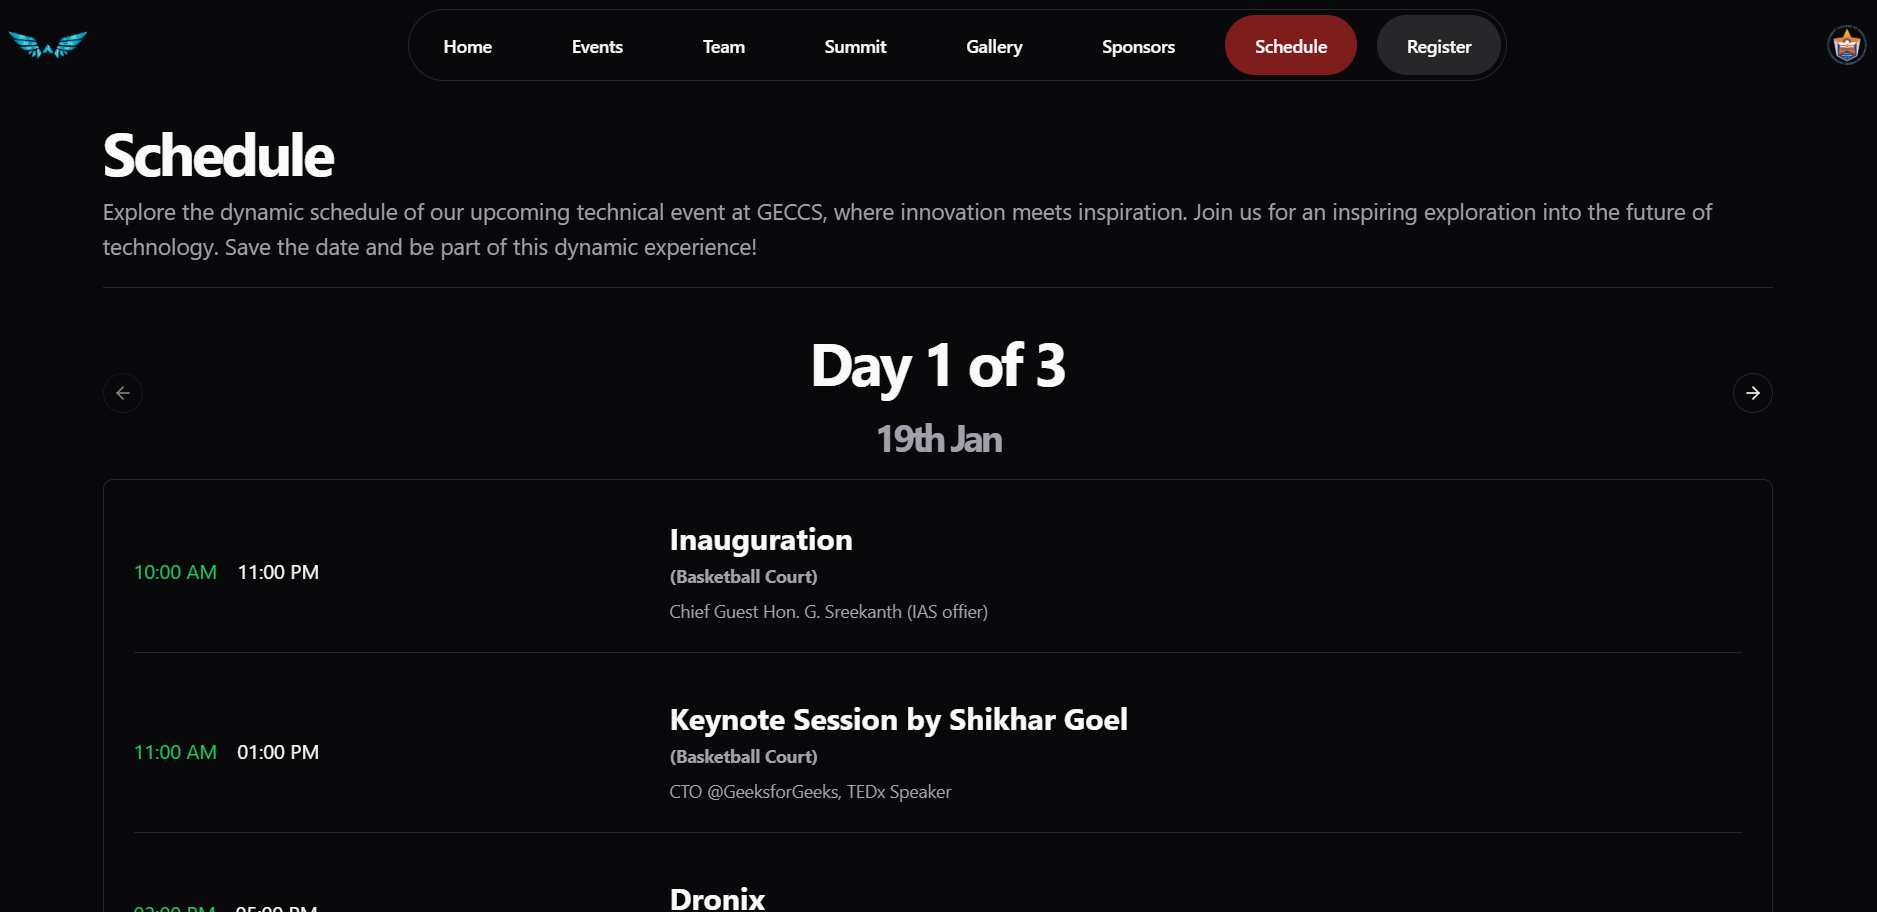 Home Events Team Summit Gallery Sponsors Schedule Register
Schedule
Explore the dynamic schedule of our upcoming technical event at GECCS, where innovation meets inspiration. Join us for an inspiring exploration into the future of
technology. Save the date and be part of this dynamic experience!
Day 1 of 3
19th Jan
Inauguration
10:00 AM 11:00 PM
(Basketball Court)
Chief Guest Hon. G. Sreekanth (IAS offier)
Keynote Session by Shikhar Goel
11:00 AM 01:00 PM
(Basketball Court)
CTO @GeeksforGeeks, TEDx Speaker
Dronix
05:00 PM